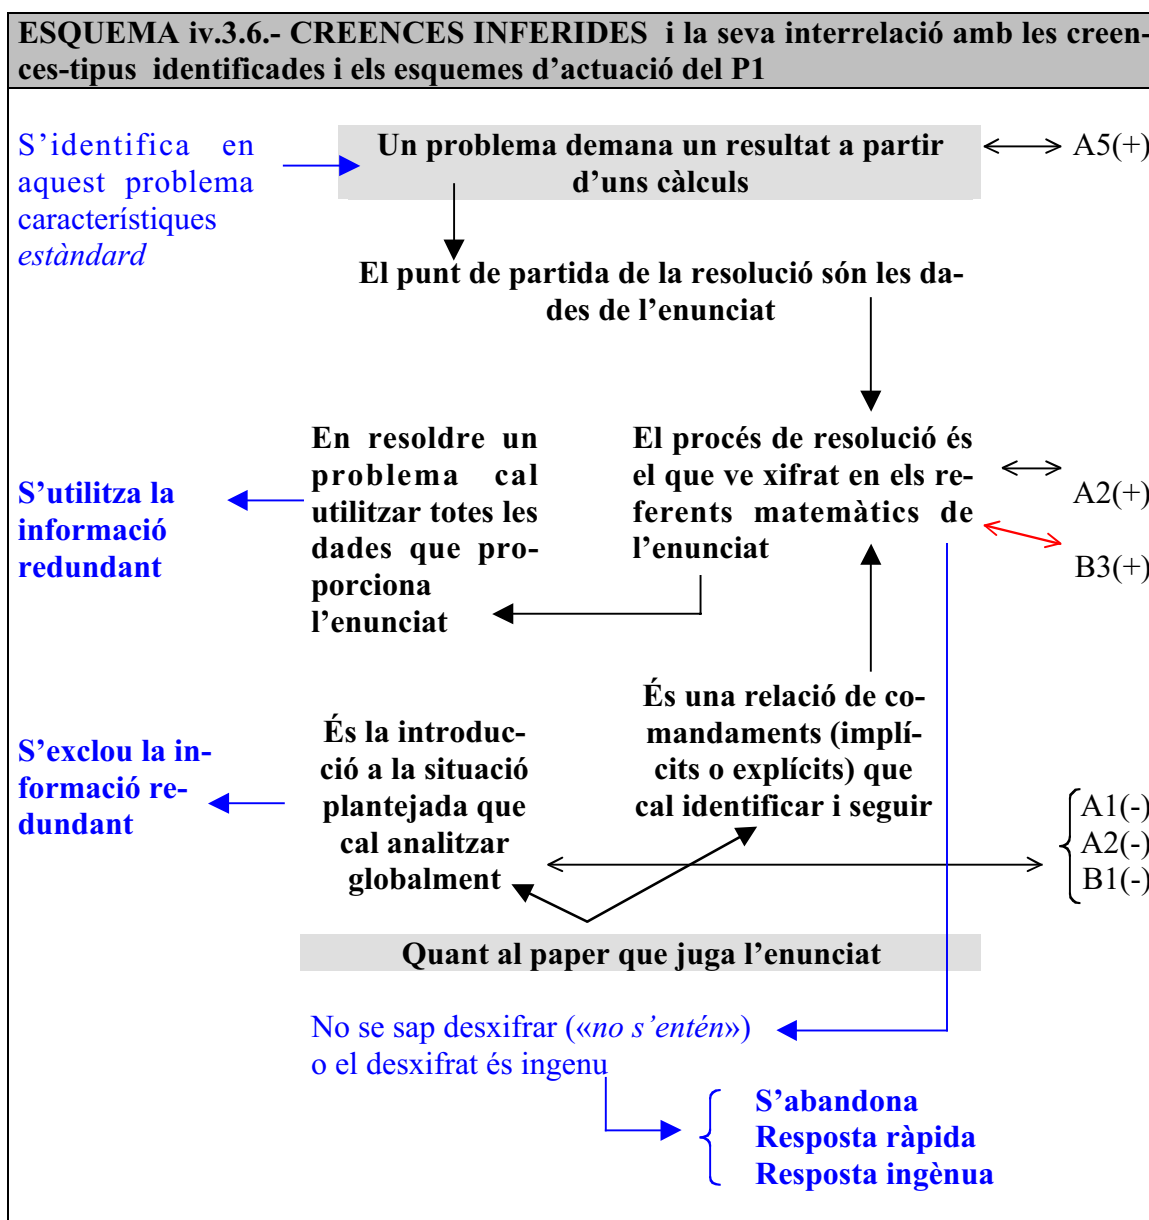 ESQUEMA iv.3.6.- CREENCES INFERIDES i la seva interrelació amb les creen-
ces-tipus identificades i els esquemes d'actuació del P1
S'identifica en
aquest problema
característiques
estàndard
Un problema demana un resultat a partir
d'uns càlculs
A5(+)
El punt de partida de la resolució són les da-
des de l'enunciat
En resoldre un
problema cal
utilitzar totes les
dades que pro-
porciona
l'enunciat
El procés de resolució és
el que ve xifrat en els re-
ferents matemàtics de
l'enunciat
S'utilitza la
informació
redundant
A2(+)
B3(+)
És una relació de co-
mandaments (implí-
cits o explícits) que
cal identificar i seguir
És la introduc-
ció a la situació
plantejada que
cal analitzar
globalment
S'exclou la in-
formació re-
dundant
A1(-)
A2(-)
B1(-)
Quant al paper que juga l'enunciat
No se sap desxifrar («no s'entén»)
o el desxifrat és ingenu
S'abandona
Resposta ràpida
Resposta ingènua